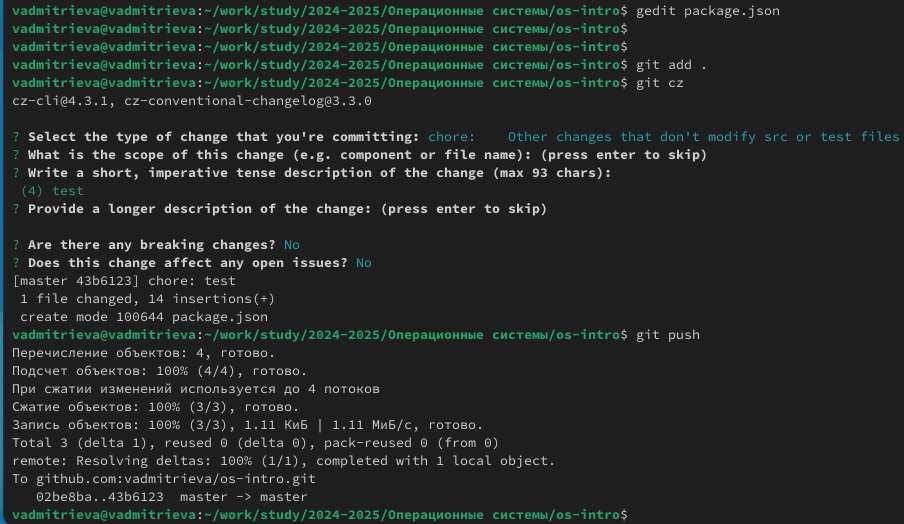 vadmitrieva@vadmitrieva:~/work/study/2024-2025/Операционные системы/os-intro$ gedit package.json
vadmitrieva@vadmitrieva:~/work/study/2024-2025/Операционные системы/os-intro$
vadmitrieva@vadmitrieva:~/work/study/2024-2025/Операционные системы/os-intro$
vadmitrieva@vadmitrieva:~/work/study/2024-2025/Операционные системы/os-intro$ git add .
vadmitrieva@vadmitrieva:~/work/study/2024-2025/Операционные системы/os-intro$ git cz
cz-cli@4.3.1, cz-conventional-changelog@3.3.0
? Select the type of change that you're committing: chore:    Other changes that don't modify src or test files
? What is the scope of this change (e.g. component or file name): (press enter to skip)
? Write a short, imperative tense description of the change (max 93 chars):
(4) test
? Provide a longer description of the change: (press enter to skip)
? Are there any breaking changes? No
? Does this change affect any open issues? No
[master 43b6123] chore: test
1 file changed, 14 insertions(+)
create mode 100644 package.json
vadmitrieva@vadmitrieva:~/work/study/2024-2025/Операционные системы/os-intro$ git push
Перечисление объектов: 4, готово.
Подсчет объектов: 100% (4/4), готово.
При сжатии изменений используется до 4 потоков
Сжатие объектов: 100% (3/3), готово.
Запись объектов: 100% (3/3), 1.11 КиБ | 1.11 МиБ/с, готово.
Total 3 (delta 1), reused 0 (delta 0), pack-reused 0 (from 0)
remote: Resolving deltas: 100% (1/1), completed with 1 local object.
To github.com:vadmitrieva/os-intro.git
02be8ba..43b6123  master -> master
vadmitrieva@vadmitrieva:~/work/study/2024-2025/Операционные системы/os-intro$